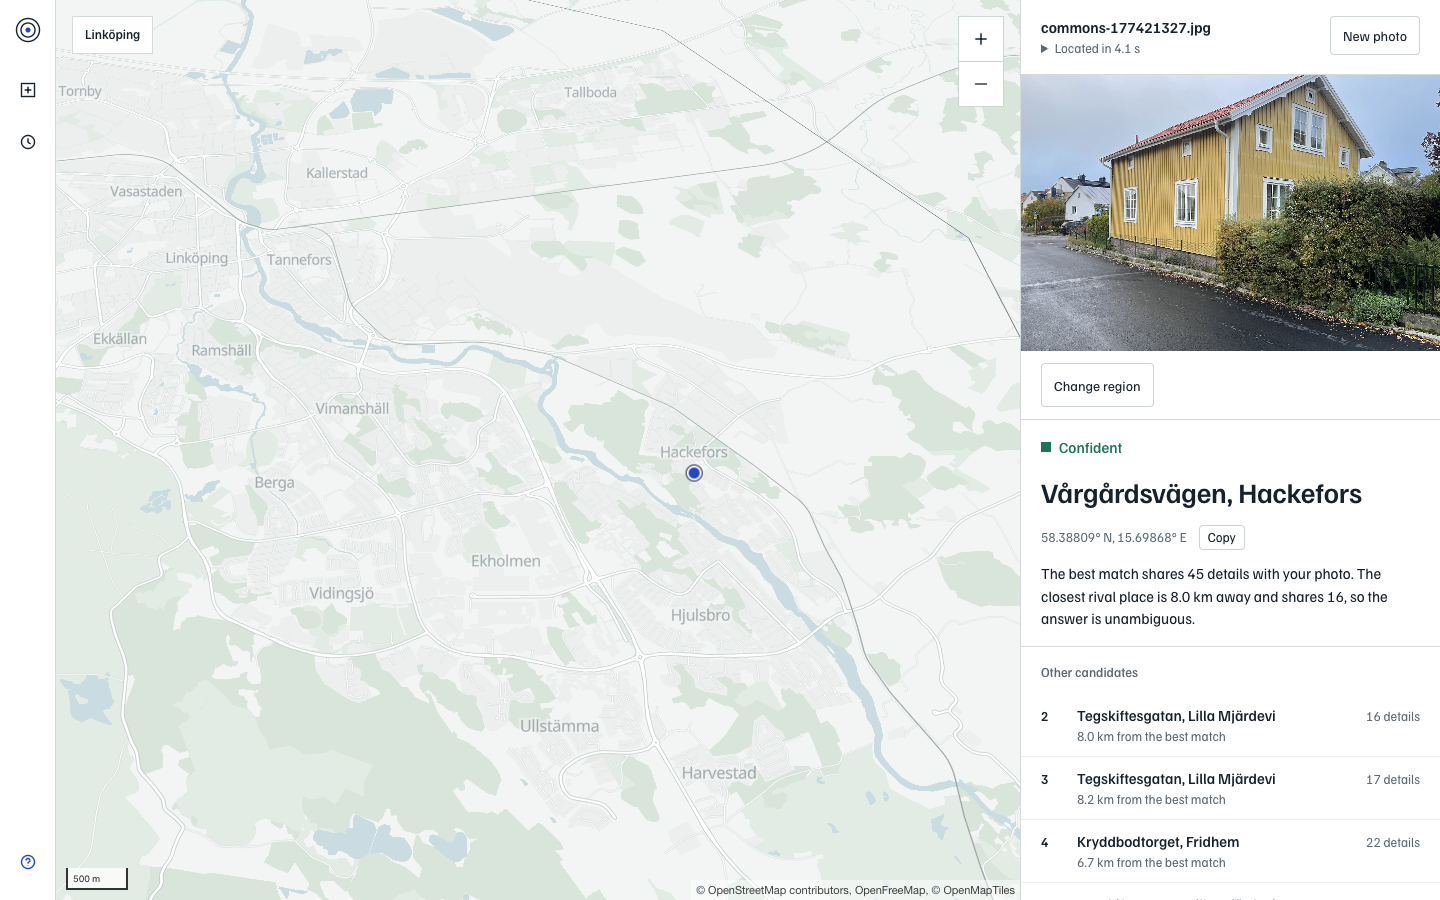 Linköping
Tornby
Tallboda
Kallerstad
Vasastaden
Linköping
Tannefors
Ekkällan
Ramshäll
Vimanshäll
Hackefors
Berga
Ekholmen
Vidingsjö
Hjulsbro
Ullstämma
Harvestad
500 m
© OpenStreetMap contributors, OpenFreeMap, © OpenMapTiles
commons-177421327.jpg
Located in 4.1 s
New photo
Change region
Confident
Vårgårdsvägen, Hackefors
58.38809° N, 15.69868° E
Copy
The best match shares 45 details with your photo. The
closest rival place is 8.0 km away and shares 16, so the
answer is unambiguous.
Other candidates
2 Tegskiftesgatan, Lilla Mjärdevi 16 details
8.0 km from the best match
3 Tegskiftesgatan, Lilla Mjärdevi 17 details
8.2 km from the best match
4 Kryddbodtorget, Fridhem 22 details
6.7 km from the best match